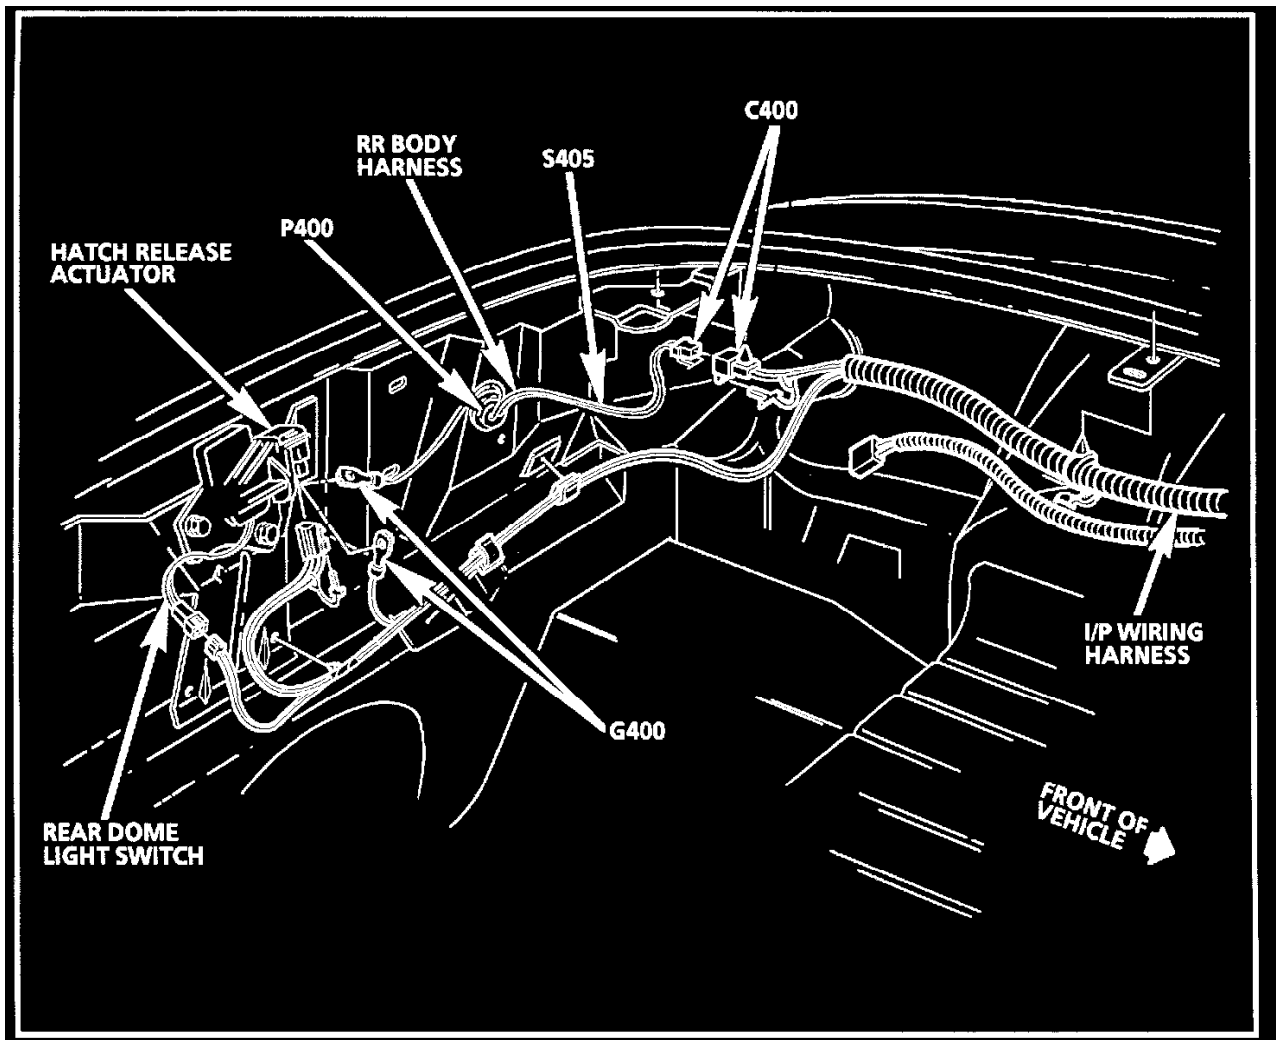 C400
RR BODY
HARNESS
S405
P400
HATCH RELEASE
ACTUATOR
I/P WIRING
HARNESS
G400
FRONT OF
VEHICLE
REAR DOME
LIGHT SWITCH